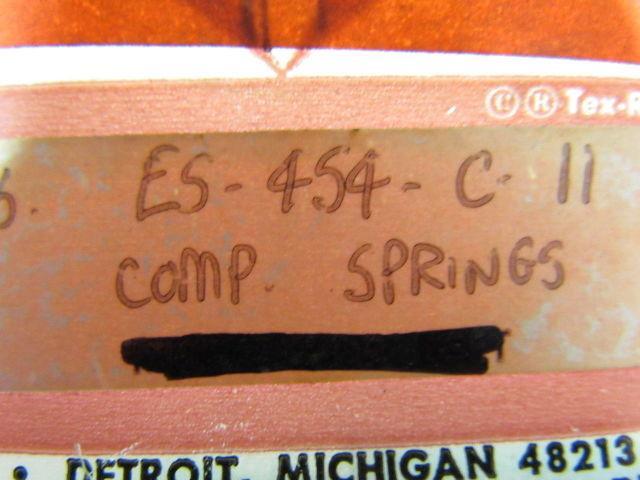 ©® Tex-R
6. ES-454-C-11
COMP. SPRINGS
• DETROIT, MICHIGAN 48213